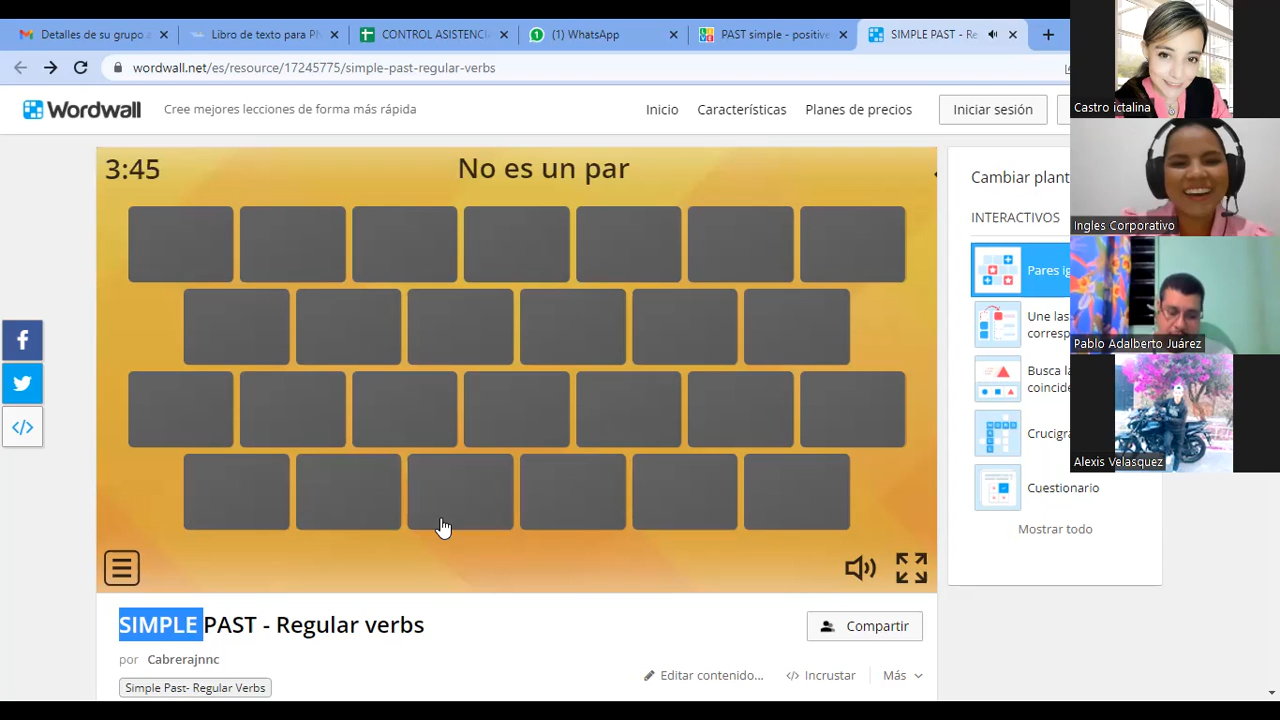 Detalles de su grupo
Libro de texto para P
CONTROL ASISTENCI
(1) WhatsApp
PAST simple - positive
SIMPLE PAST - Re
wordwall.net/es/resource/17245775/simple-past-regular-verbs
Wordwall
Cree mejores lecciones de forma más rápida
Inicio
Características
Planes de precios
Iniciar sesión
3:45
No es un par
Cambiar plant
INTERACTIVOS
Pares ig
Une las
corresp
Busca la
coincide
Crucigra
Cuestionario
Mostrar todo
Castro ictalina
Ingles Corporativo
Pablo Adalberto Juárez
Alexis Velasquez
SIMPLE PAST - Regular verbs
Compartir
por Cabrerajnnc
Editar contenido...
Incrustar
Más
Simple Past- Regular Verbs